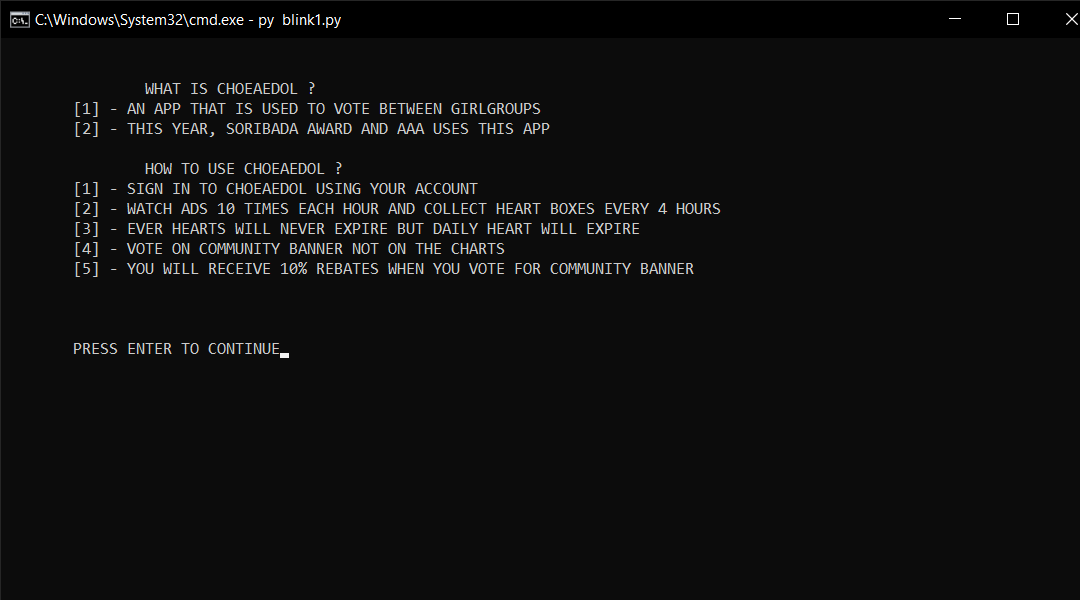 C:\Windows\System32\cmd.exe - py  blink1.py
WHAT IS CHOEAEDOL ?
[1] - AN APP THAT IS USED TO VOTE BETWEEN GIRLGROUPS
[2] - THIS YEAR, SORIBADA AWARD AND AAA USES THIS APP
HOW TO USE CHOEAEDOL ?
[1] - SIGN IN TO CHOEAEDOL USING YOUR ACCOUNT
[2] - WATCH ADS 10 TIMES EACH HOUR AND COLLECT HEART BOXES EVERY 4 HOURS
[3] - EVER HEARTS WILL NEVER EXPIRE BUT DAILY HEART WILL EXPIRE
[4] - VOTE ON COMMUNITY BANNER NOT ON THE CHARTS
[5] - YOU WILL RECEIVE 10% REBATES WHEN YOU VOTE FOR COMMUNITY BANNER
PRESS ENTER TO CONTINUE